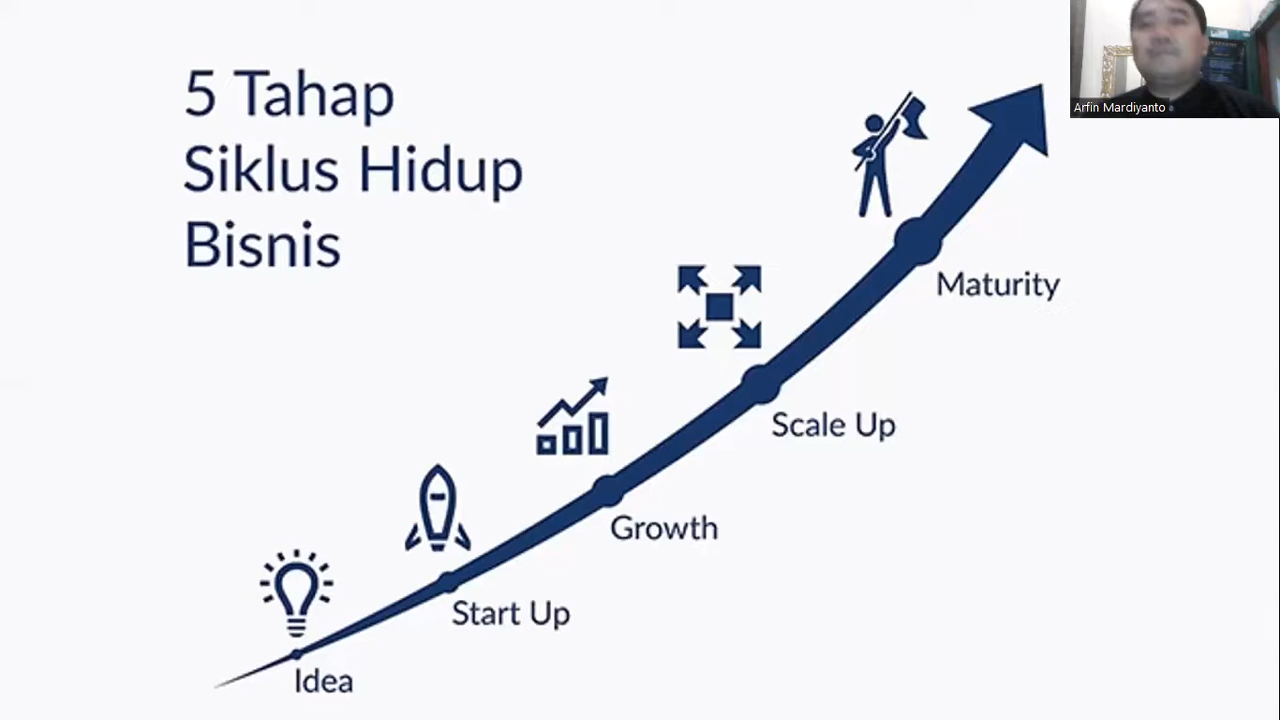 5 Tahap
Siklus Hidup
Bisnis
Arfin Mardiyanto
Maturity
Scale Up
Growth
Start Up
Idea